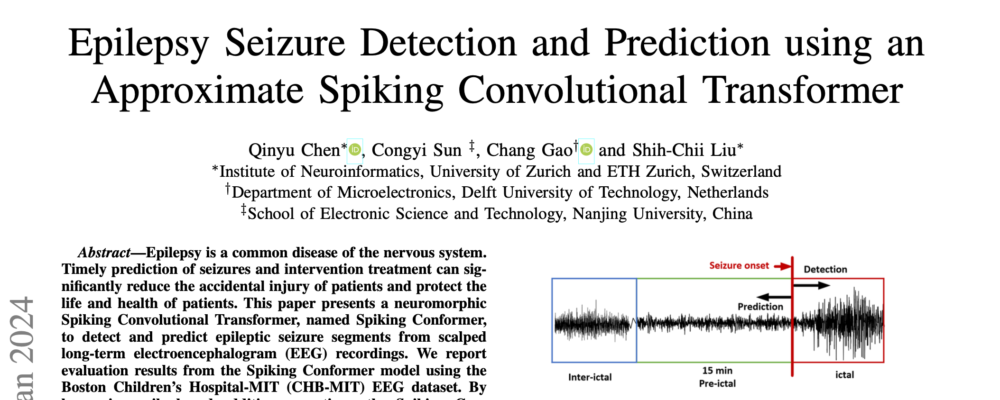 Epilepsy Seizure Detection and Prediction using an
Approximate Spiking Convolutional Transformer
Qinyu Chen* iD, Congyi Sun ‡, Chang Gao† iD and Shih-Chii Liu*
*Institute of Neuroinformatics, University of Zurich and ETH Zurich, Switzerland
†Department of Microelectronics, Delft University of Technology, Netherlands
‡School of Electronic Science and Technology, Nanjing University, China
Abstract—Epilepsy is a common disease of the nervous system.
Timely prediction of seizures and intervention treatment can sig-
nificantly reduce the accidental injury of patients and protect the
life and health of patients. This paper presents a neuromorphic
Spiking Convolutional Transformer, named Spiking Conformer,
to detect and predict epileptic seizure segments from scalped
long-term electroencephalogram (EEG) recordings. We report
evaluation results from the Spiking Conformer model using the
Boston Children's Hospital-MIT (CHB-MIT) EEG dataset. By
Seizure onset
Detection
Prediction
Inter-ictal
15 min
Pre-ictal
ictal
an 2024